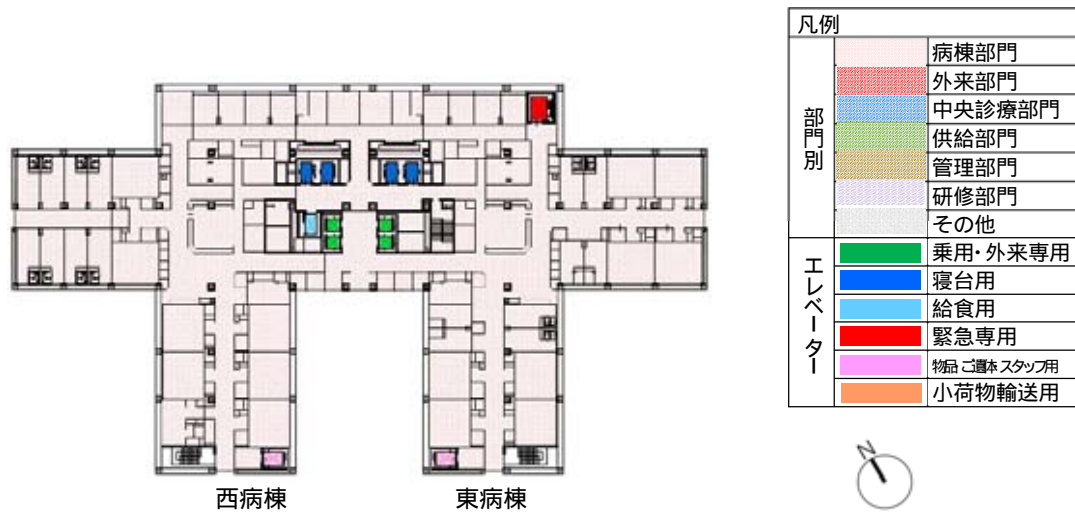 凡例
部門別
病棟部門
外来部門
中央診療部門
供給部門
管理部門
研修部門
その他
エレベーター
乗用・外来専用
寝台用
給食用
緊急専用
物品 ご遺体 スタッフ用
小荷物輸送用
西病棟
東病棟
N